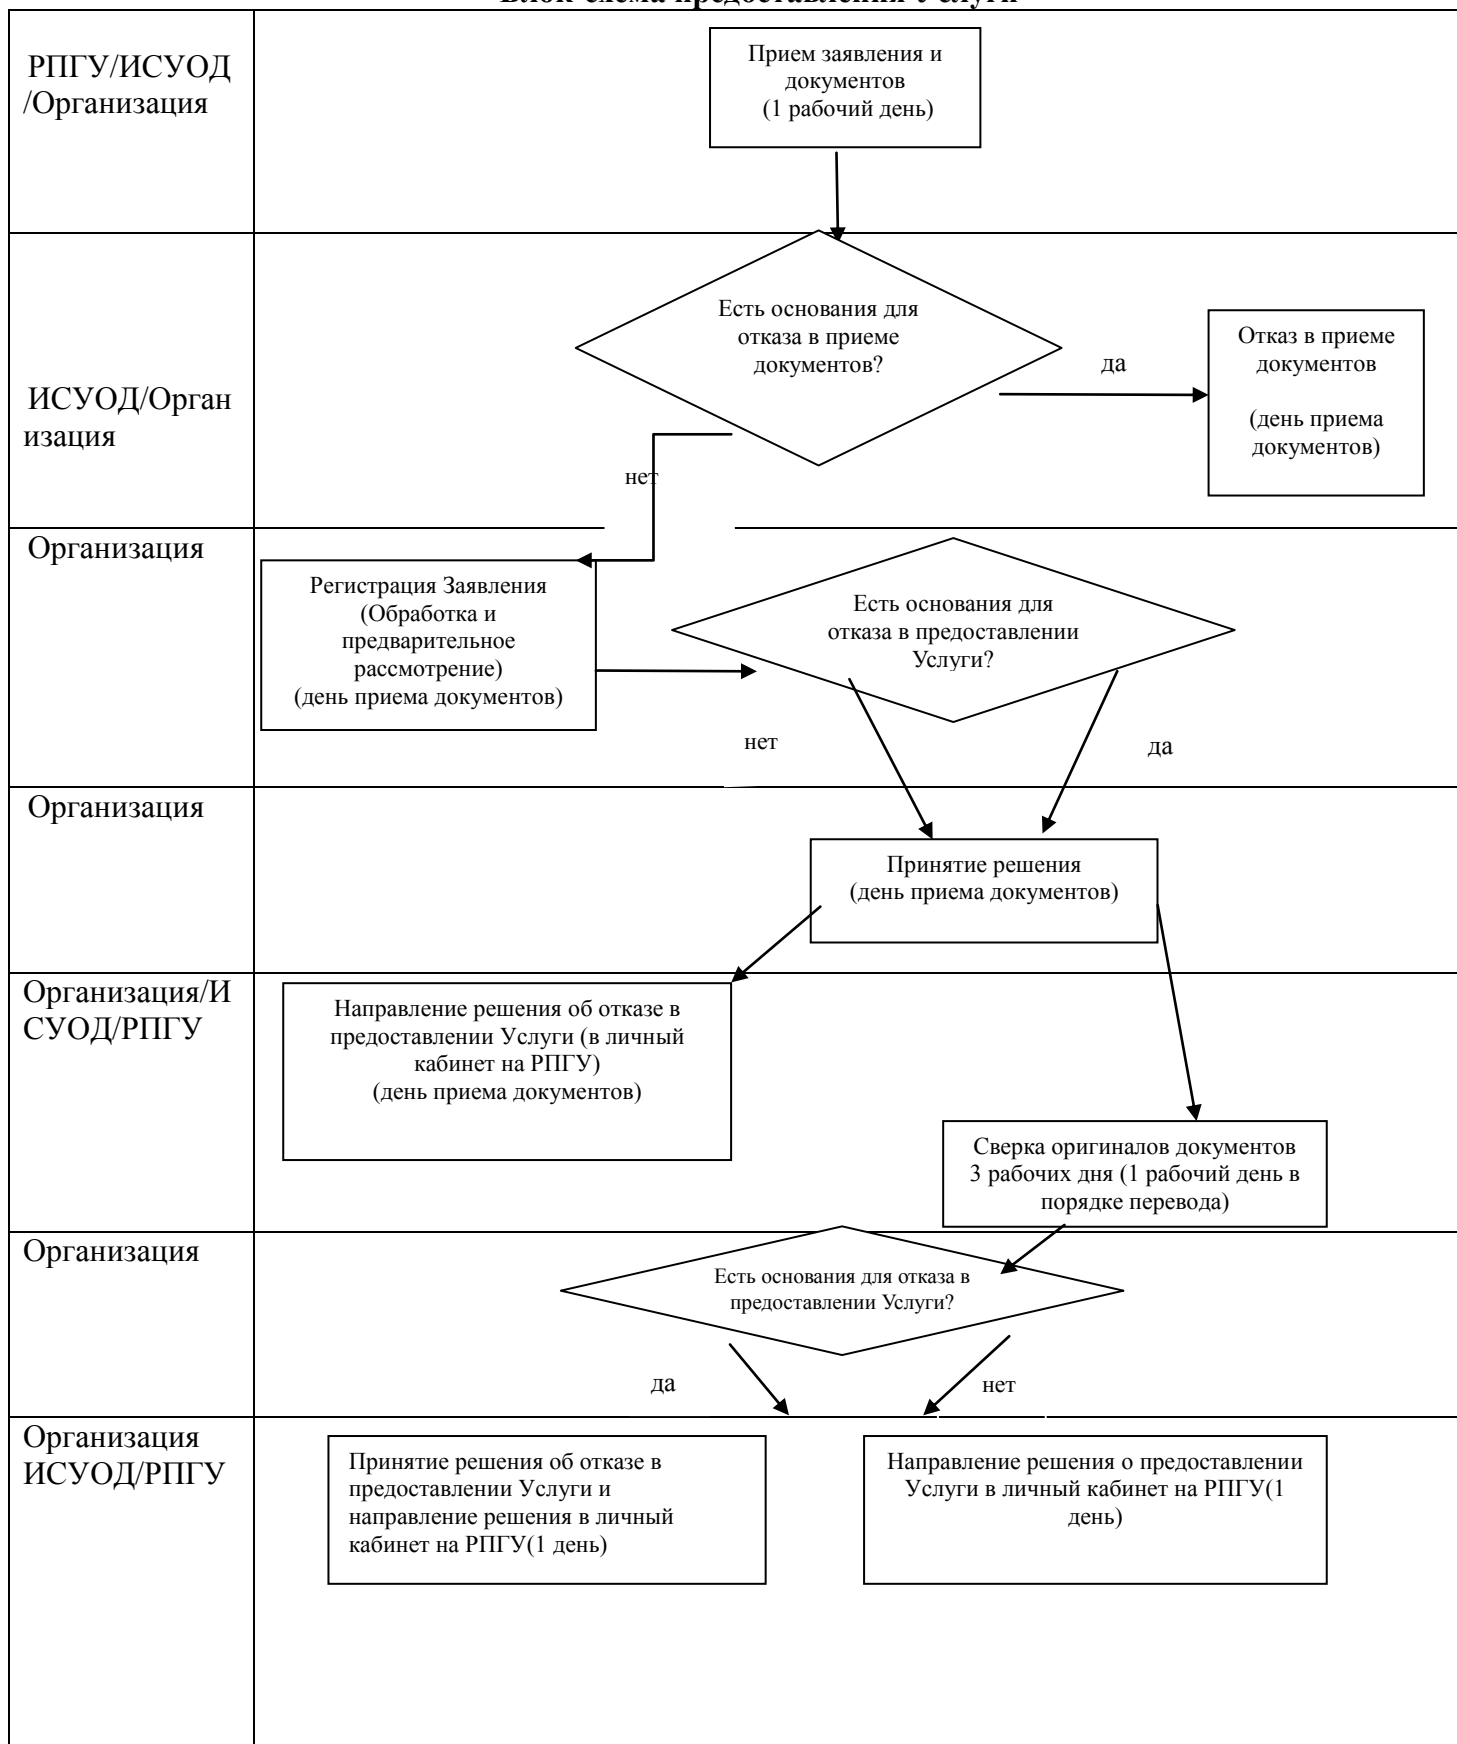 Блок-схема предоставления Услуги
РПГУ/ИСУОД
/Организация
Прием заявления и
документов
(1 рабочий день)
ИСУОД/Орган
изация
Есть основания для
отказа в приеме
документов?
да
Отказ в приеме
документов
(день приема
документов)
нет
Организация
Регистрация Заявления
(Обработка и
предварительное
рассмотрение)
(день приема документов)
Есть основания для
отказа в предоставлении
Услуги?
нет
да
Организация
Принятие решения
(день приема документов)
Организация/И
СУОД/РПГУ
Направление решения об отказе в
предоставлении Услуги (в личный
кабинет на РПГУ)
(день приема документов)
Сверка оригиналов документов
3 рабочих дня (1 рабочий день в
порядке перевода)
Организация
Есть основания для отказа в
предоставлении Услуги?
да
нет
Организация
ИСУОД/РПГУ
Принятие решения об отказе в
предоставлении Услуги и
направление решения в личный
кабинет на РПГУ(1 день)
Направление решения о предоставлении
Услуги в личный кабинет на РПГУ(1
день)